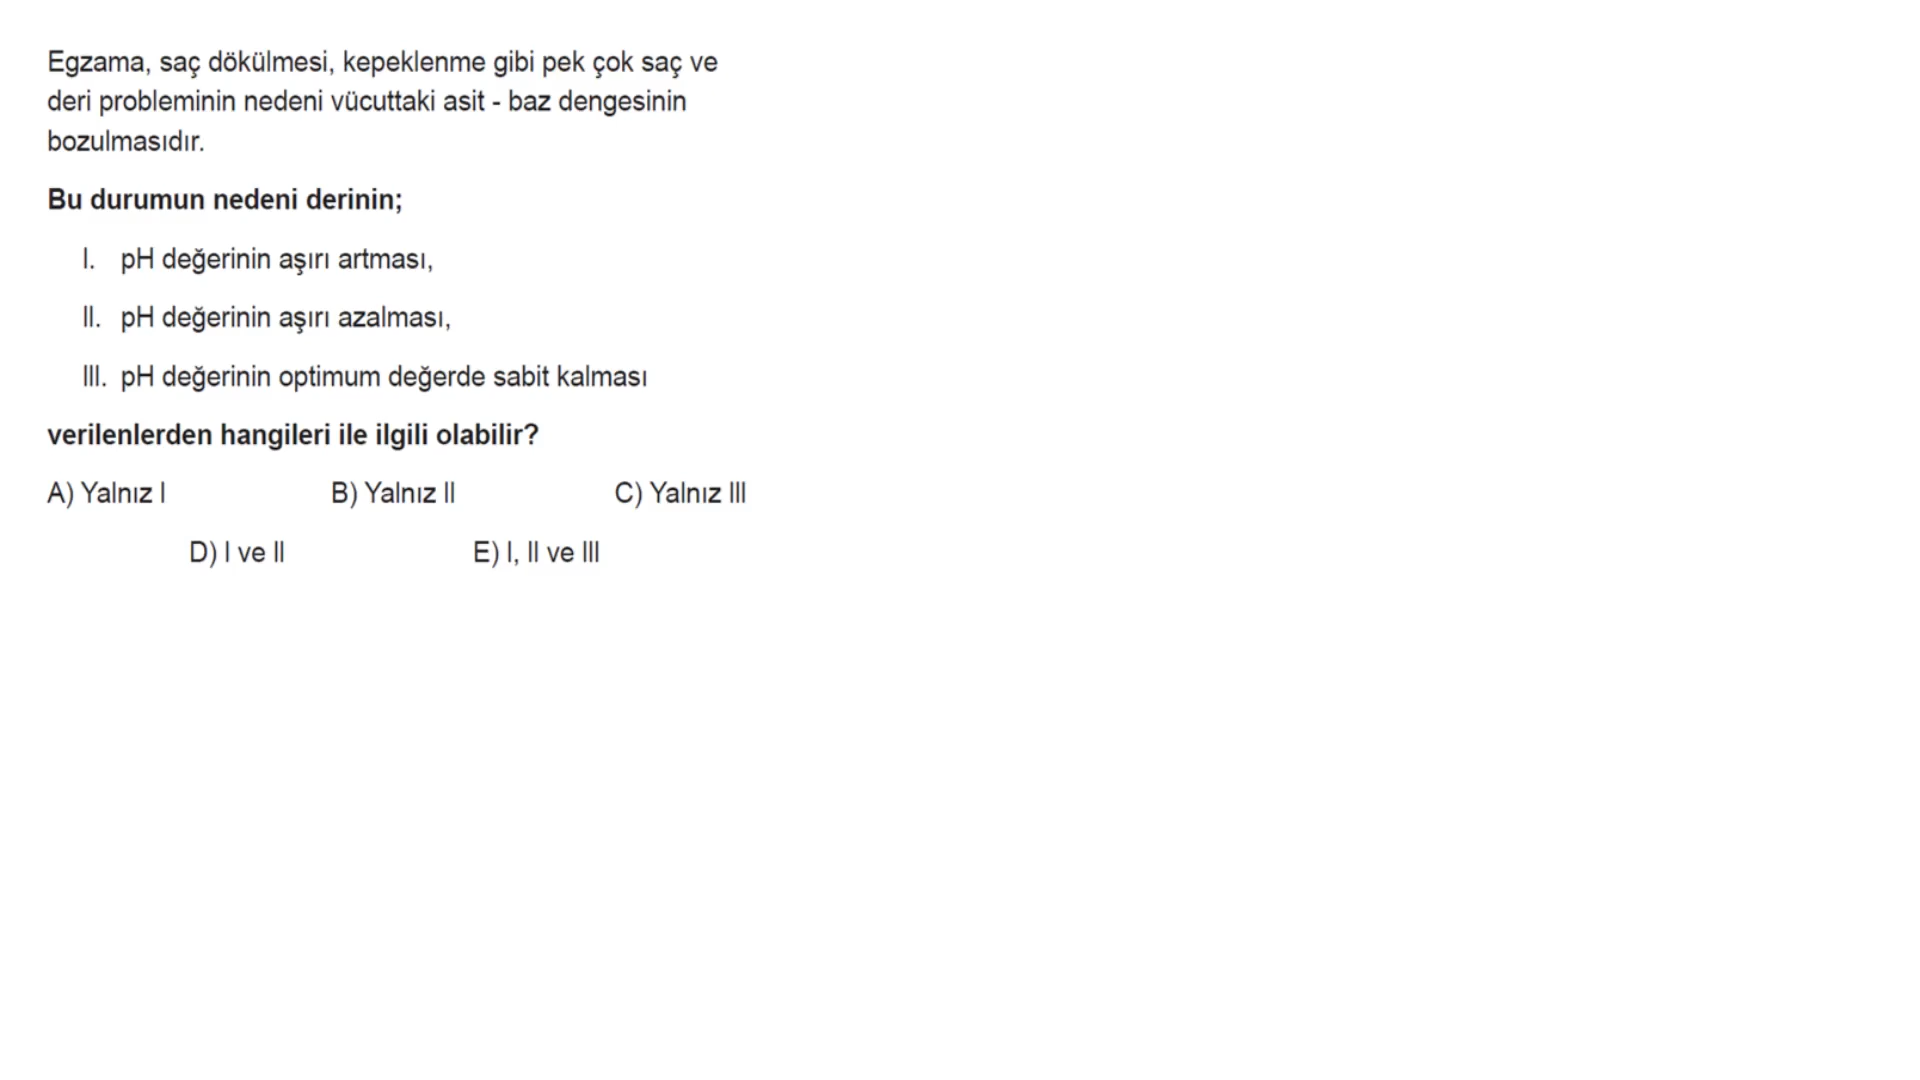 Egzama, saç dökülmesi, kepeklenme gibi pek çok saç ve
deri probleminin nedeni vücuttaki asit - baz dengesinin
bozulmasıdır.
Bu durumun nedeni derinin;
I. pH değerinin aşırı artması,
II. pH değerinin aşırı azalması,
III. pH değerinin optimum değerde sabit kalması
verilenlerden hangileri ile ilgili olabilir?
A) Yalnız I B) Yalnız II C) Yalnız III
D) I ve II E) I, II ve III